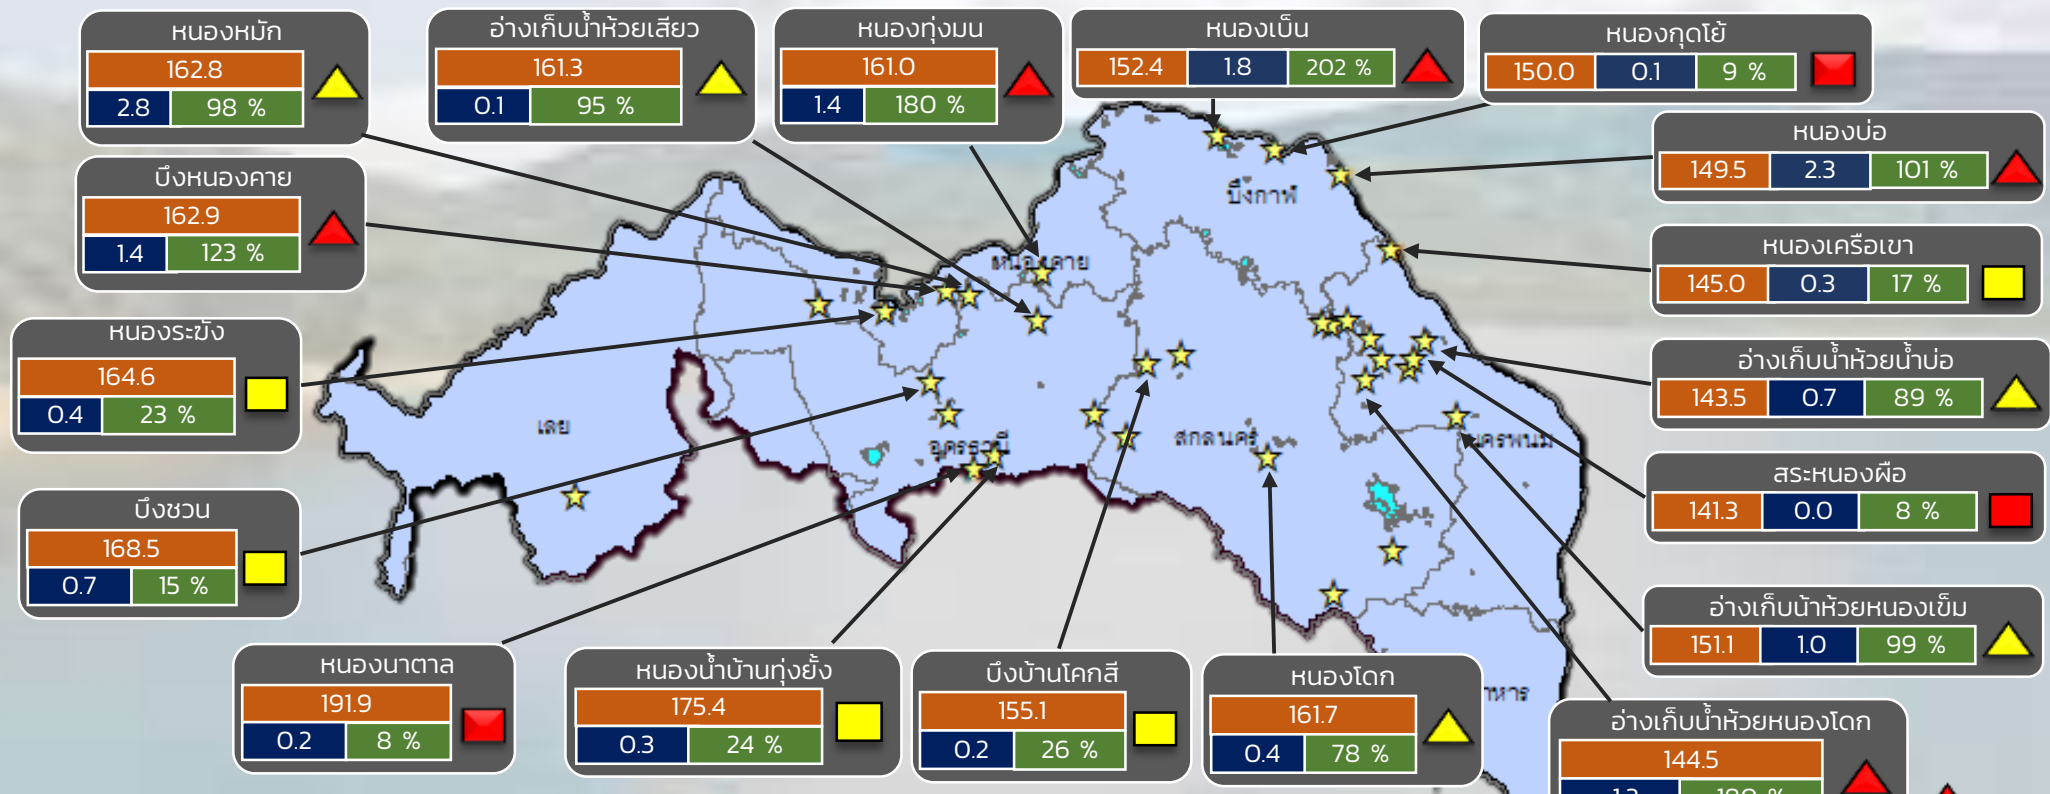 หนองหมัก
162.8
2.8 98 %
อ่างเก็บน้ำห้วยเสียว
161.3
0.1 95 %
หนองทุ่งมน
161.0
1.4 180 %
หนองเบ็น
152.4 1.8 202 %
หนองกุดโย้
150.0 0.1 9 %
หนองบ่อ
149.5 2.3 101 %
บึงหนองคาย
162.9
1.4 123 %
บึงกาฬ
หนองเครือเขา
145.0 0.3 17 %
หนองคาย
หนองระฆัง
164.6
0.4 23 %
อ่างเก็บน้ำห้วยน้ำบ่อ
143.5 0.7 89 %
เลย
อุดรธานี
สกลนคร
นครพนม
สระหนองผือ
141.3 0.0 8 %
บึงชวน
168.5
0.7 15 %
อ่างเก็บน้าห้วยหนองเข็ม
151.1 1.0 99 %
หนองนาตาล
191.9
0.2 8 %
หนองน้ำบ้านทุ่งยั้ง
175.4
0.3 24 %
บึงบ้านโคกสี
155.1
0.2 26 %
หนองโดก
161.7
0.4 78 %
าหาร
อ่างเก็บน้ำห้วยหนองโดก
144.5